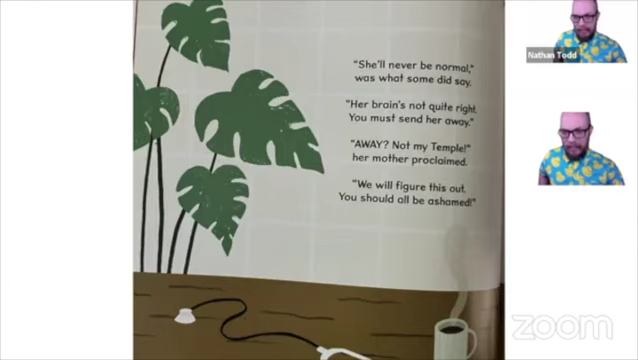 "She'll never be normal,"
was what some did say.
"Her brain's not quite right.
You must send her away."
"AWAY? Not my Temple!"
her mother proclaimed.
"We will figure this out.
You should all be ashamed!"
Nathan Todd
zoom